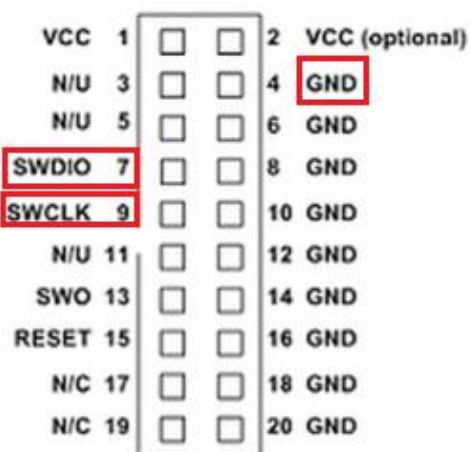 VCC 1 2 VCC (optional)
N/U 3 4 GND
N/U 5 6 GND
SWDIO 7 8 GND
SWCLK 9 10 GND
N/U 11 12 GND
SWO 13 14 GND
RESET 15 16 GND
N/C 17 18 GND
N/C 19 20 GND